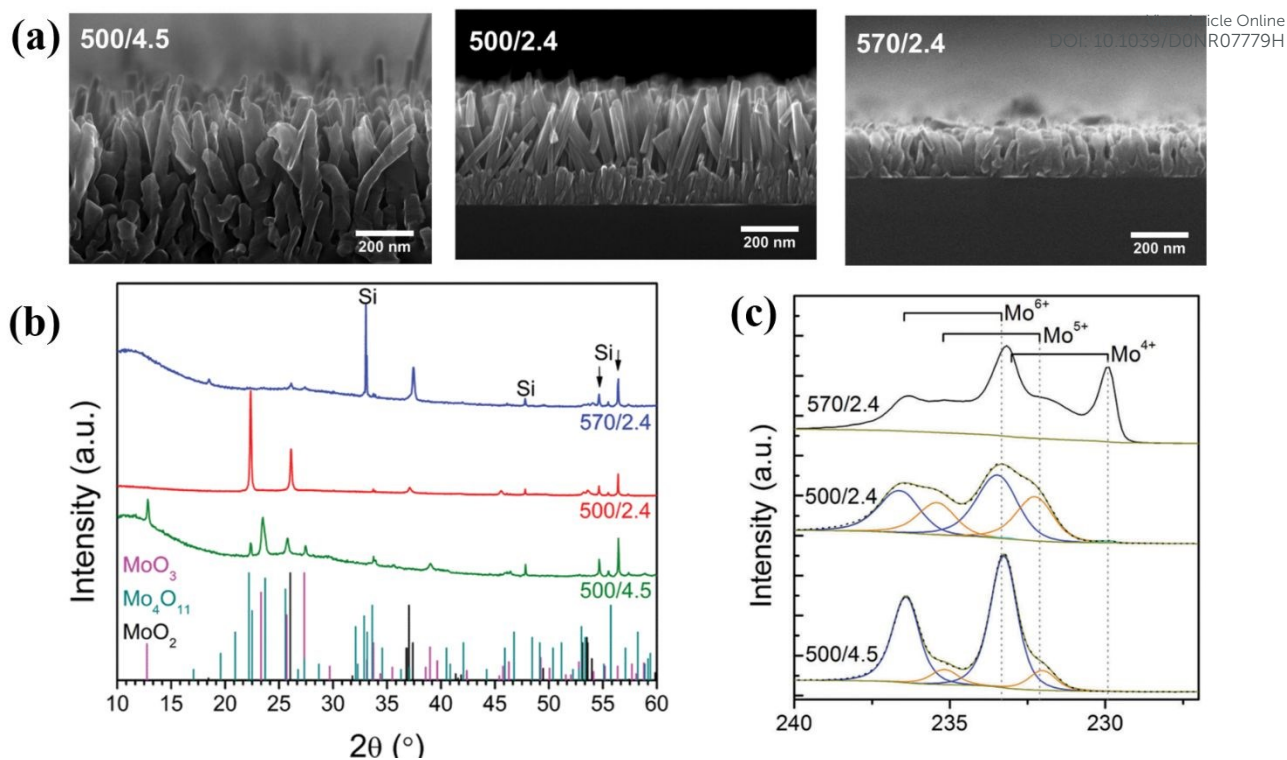 (a)
500/4.5
500/2.4
570/2.4
icle Online
DOI: 10.1039/D0NR07779H
200 nm
200 nm
200 nm
(b)
Intensity (a.u.)
Si
Si
Si
570/2.4
500/2.4
500/4.5
MoO₃
Mo₄O₁₁
MoO₂
10 15 20 25 30 35 40 45 50 55 60
2θ (°)
(c)
Intensity (a.u.)
Mo⁶⁺
Mo⁵⁺
Mo⁴⁺
570/2.4
500/2.4
500/4.5
240 235 230